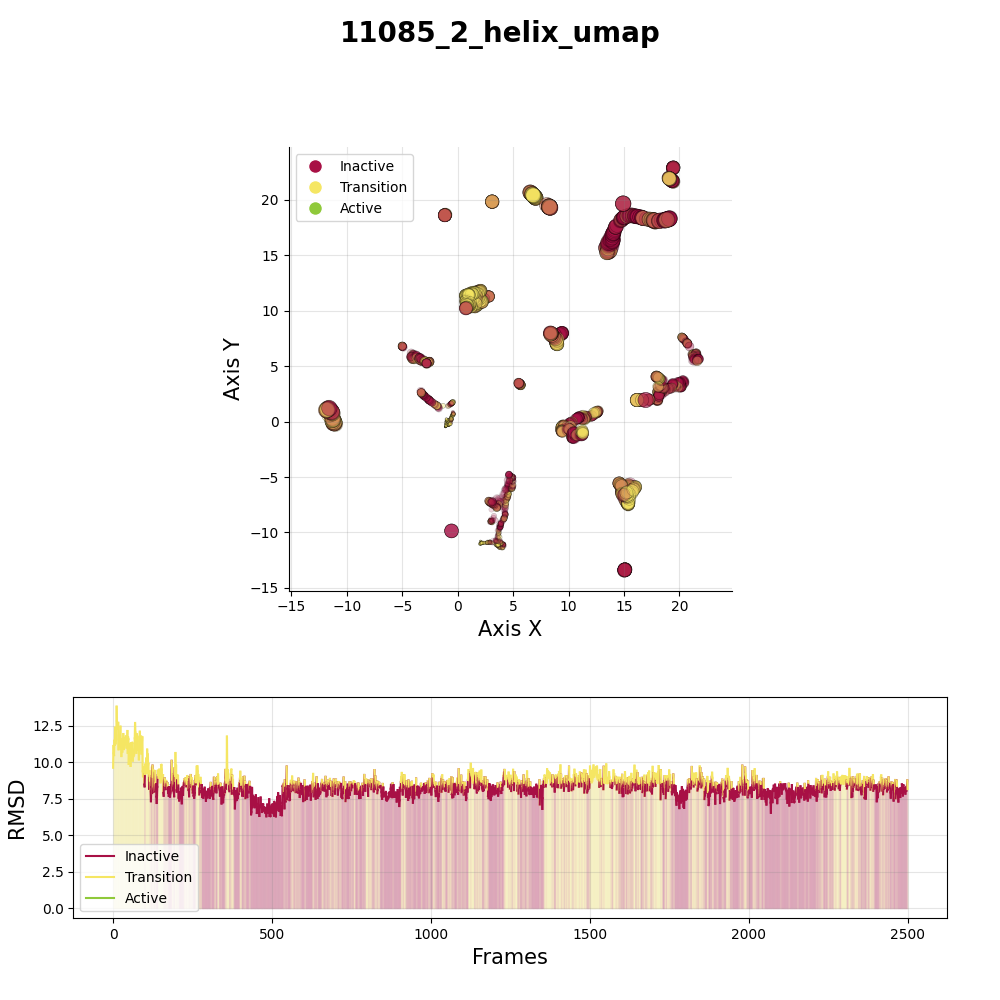 11085_2_helix_umap
Inactive
Transition
Active
20
15
10
5
0
−5
−10
−15
Axis Y
−15 −10 −5 0 5 10 15 20
Axis X
12.5
10.0
7.5
5.0
2.5
0.0
RMSD
Inactive
Transition
Active
0 500 1000 1500 2000 2500
Frames